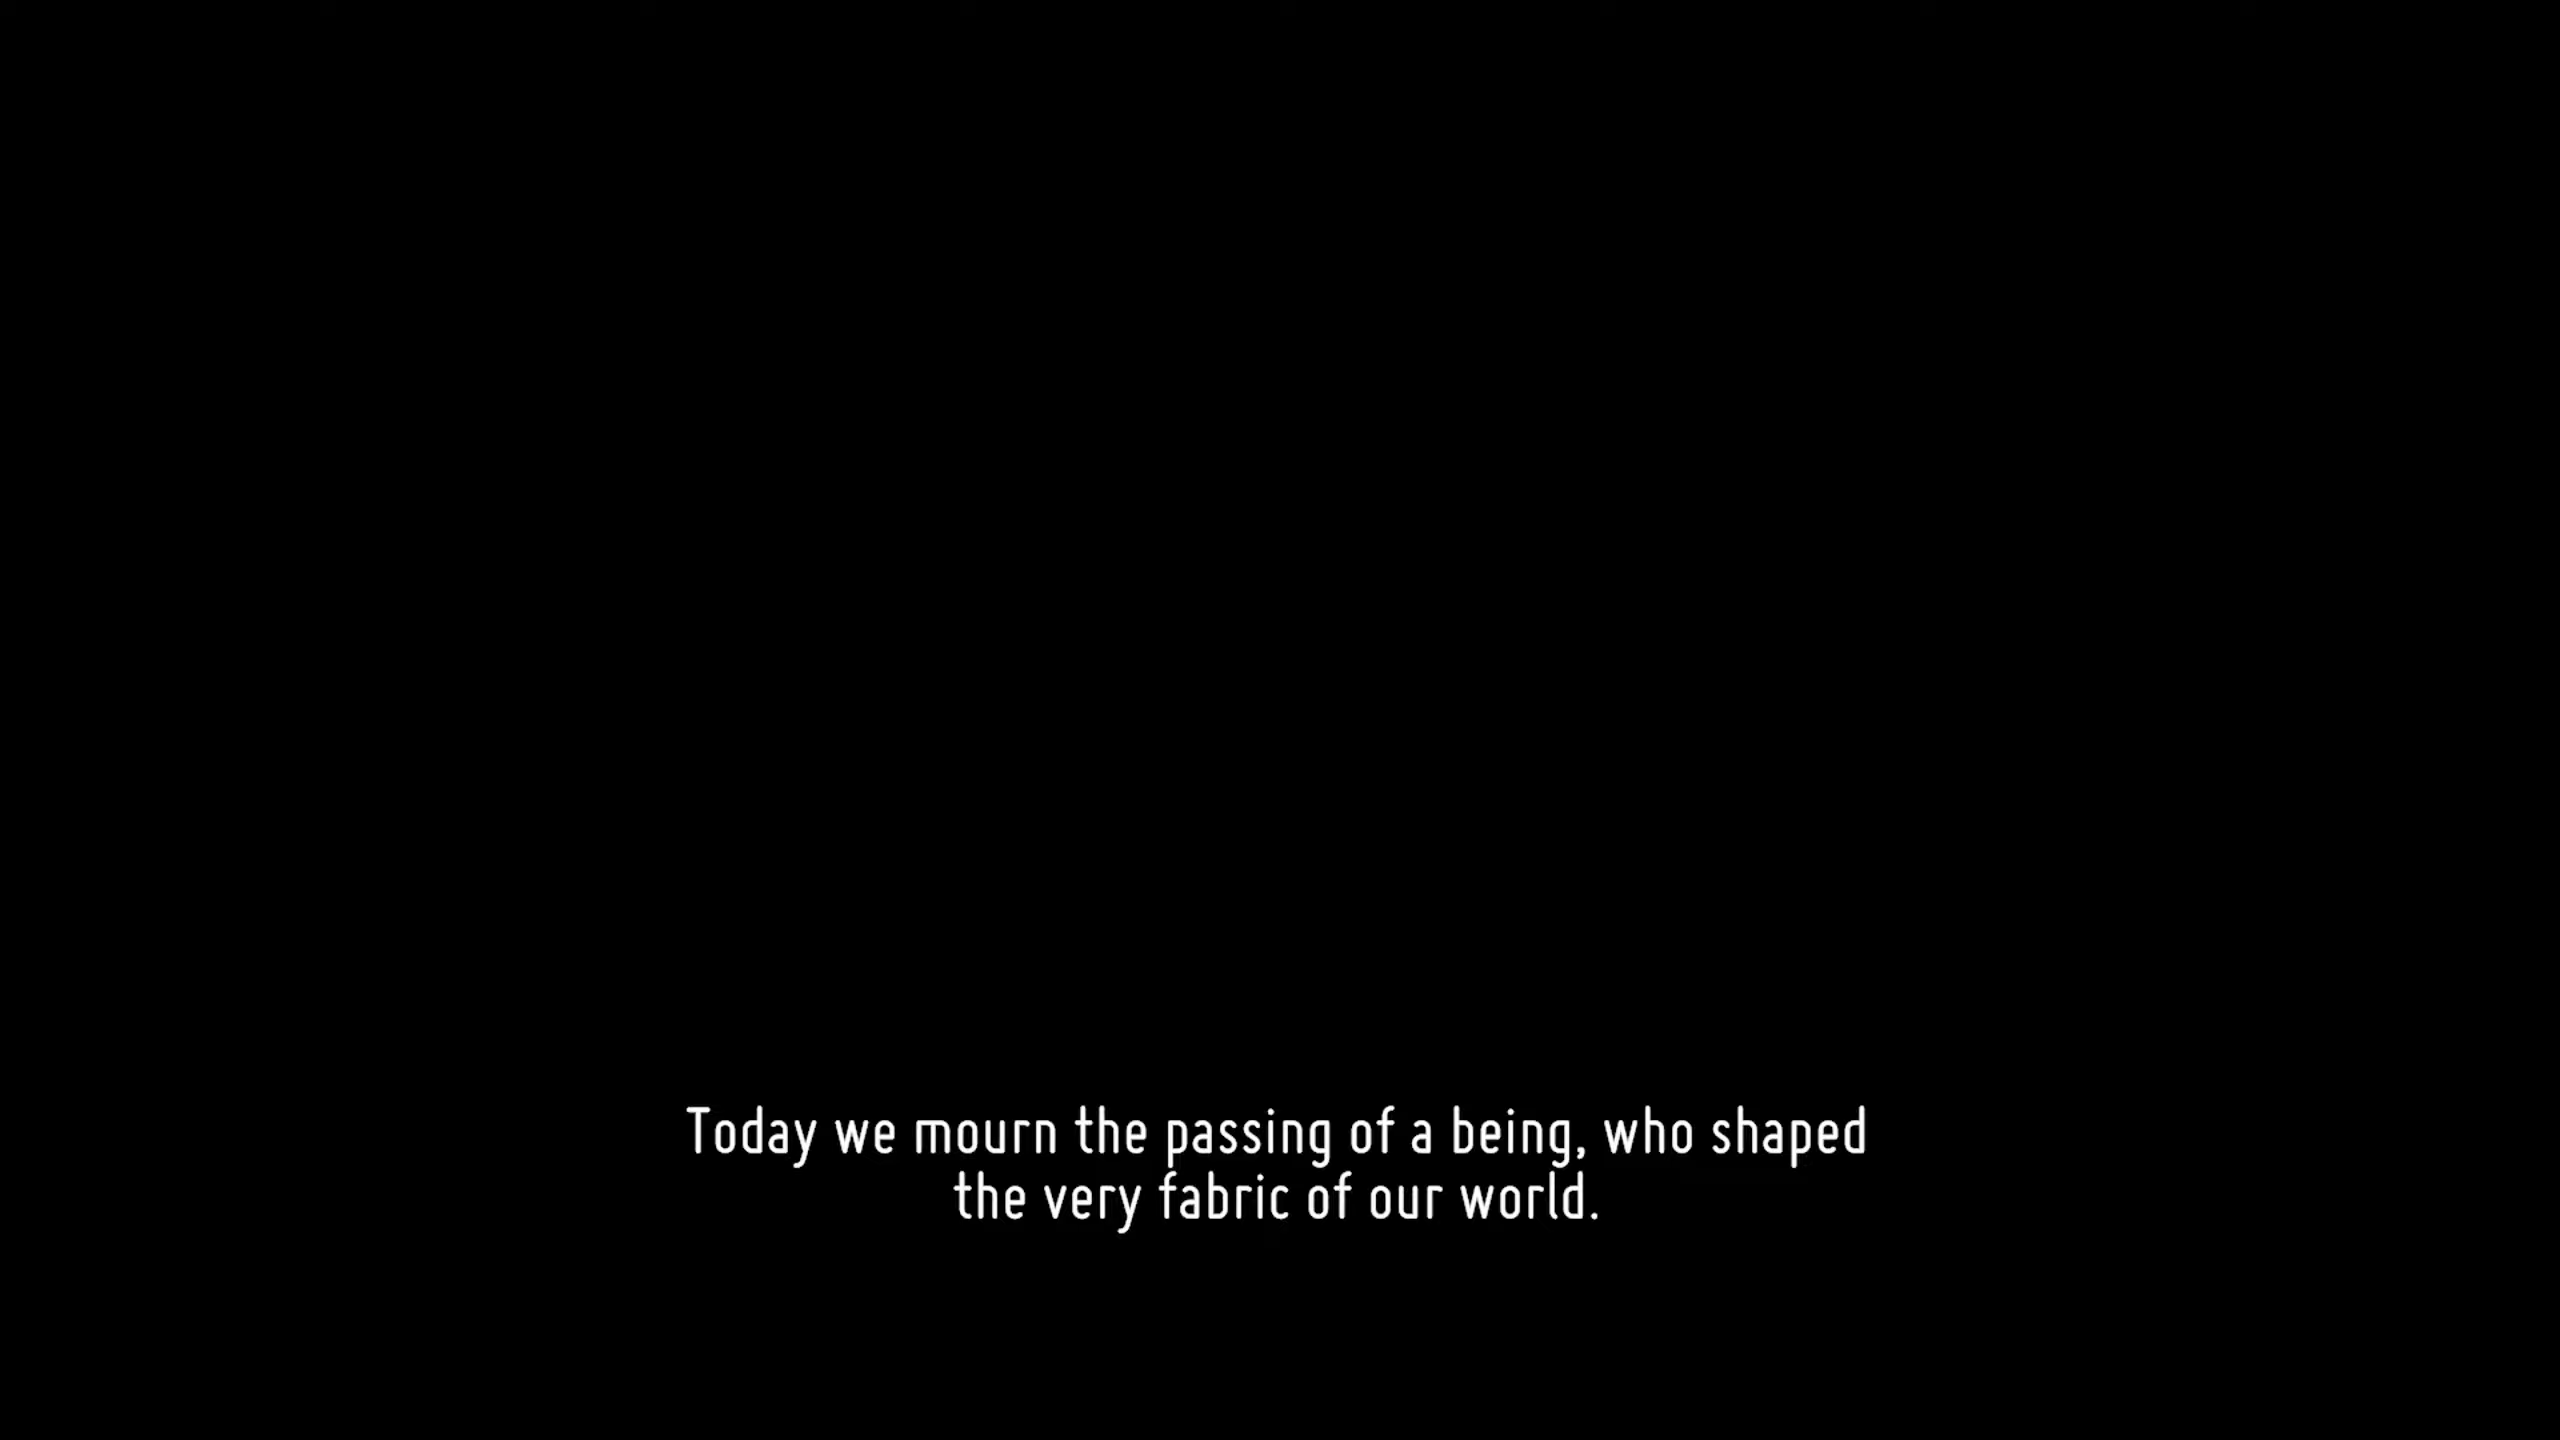 Today we mourn the passing of a being, who shaped
the very fabric of our world.